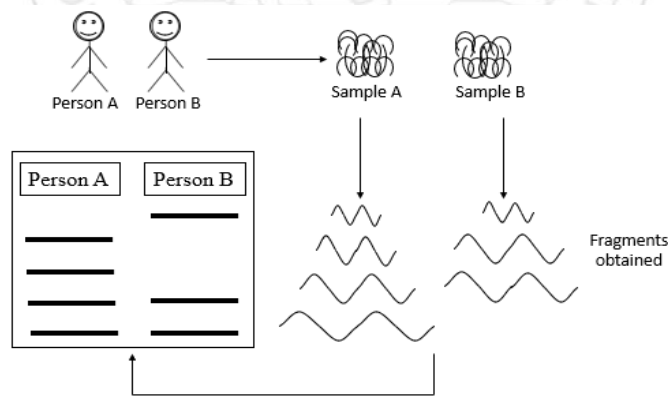 Person A
Person B
Sample A
Sample B
Person A
Person B
Fragments
obtained